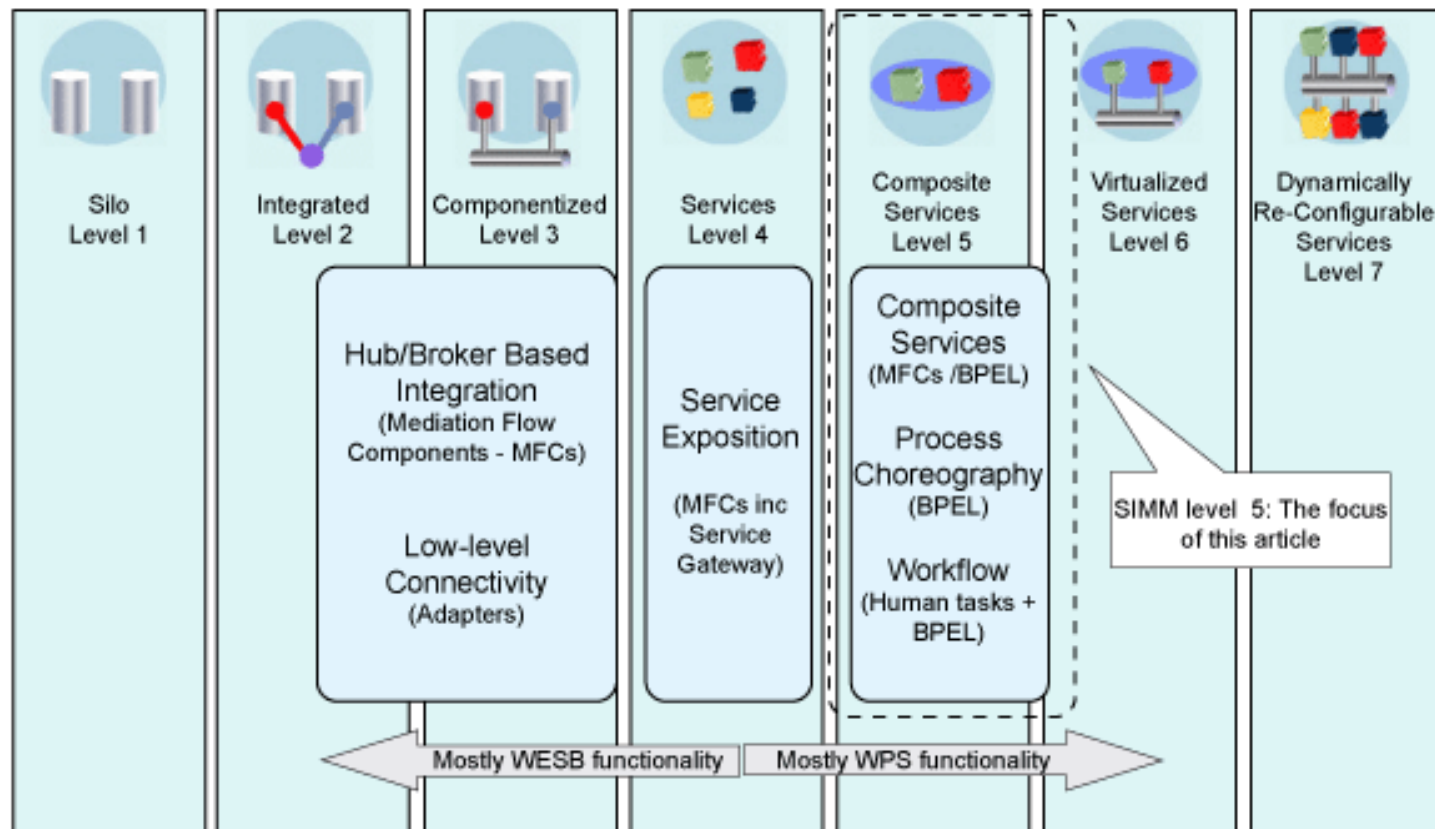 Silo
Level 1
Integrated
Level 2
Componentized
Level 3
Services
Level 4
Composite
Services
Level 5
Virtualized
Services
Level 6
Dynamically
Re-Configurable
Services
Level 7
Hub/Broker Based
Integration
(Mediation Flow
Components - MFCs)
Low-level
Connectivity
(Adapters)
Service
Exposition
(MFCs inc
Service
Gateway)
Composite
Services
(MFCs /BPEL)
Process
Choreography
(BPEL)
Workflow
(Human tasks +
BPEL)
SIMM level 5: The focus
of this article
Mostly WESB functionality
Mostly WPS functionality